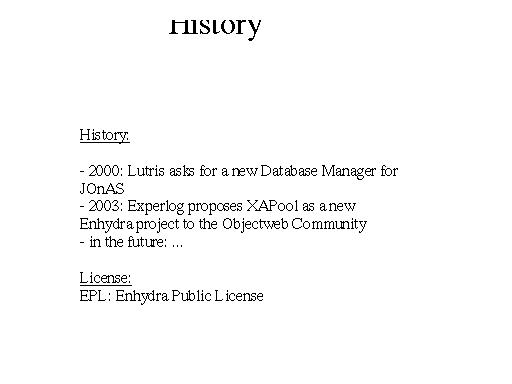 History
History:
- 2000: Lutris asks for a new Database Manager for
JOnAS
- 2003: Experlog proposes XAPool as a new
Enhydra project to the Objectweb Community
- in the future: ...
License:
EPL: Enhydra Public License